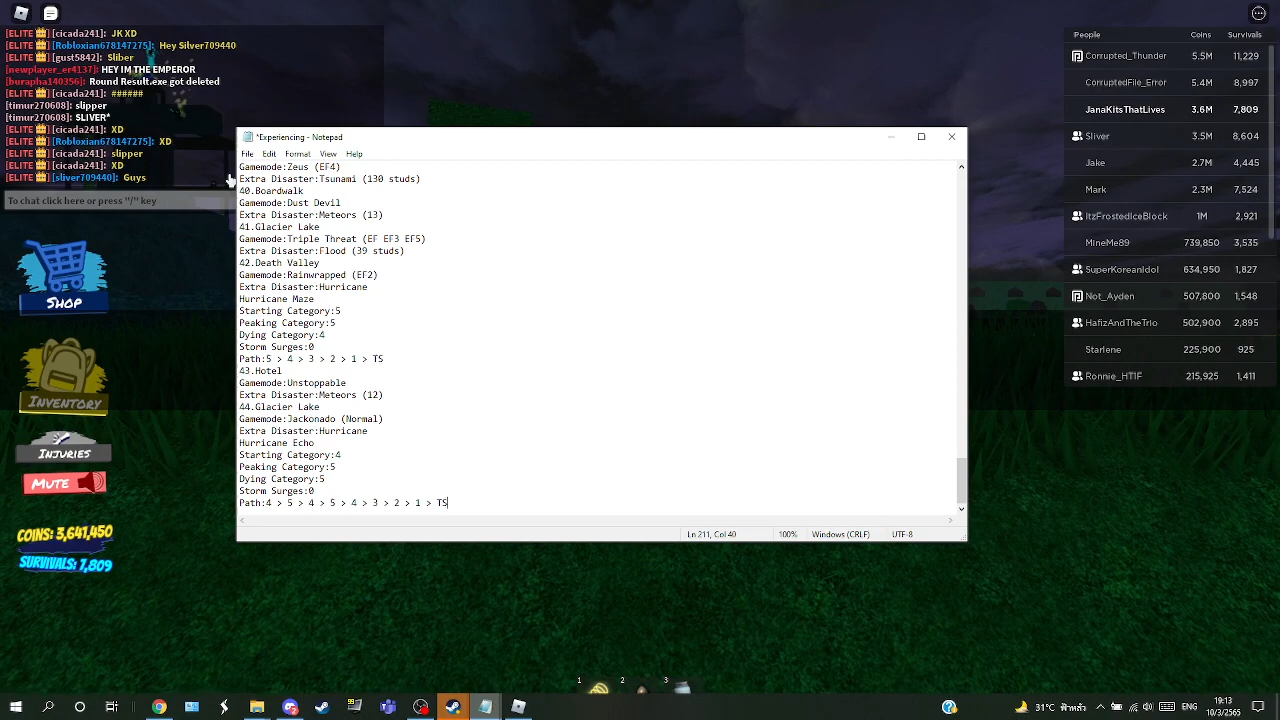 [ELITE] [cicada241]: JK XD
[ELITE] [Robloxian678147275]: Hey Silver709440
[ELITE] [gust5842]: Sliber
[newplayer_er4137]: HEY IM THE EMPEROR
[burapha140356]: Round Result.exe got deleted
[ELITE] [cicada241]: ######
[timur270608]: slipper
[timur270608]: SLIVER*
[ELITE] [cicada241]: XD
[ELITE] [Robloxian678147275]: XD
[ELITE] [cicada241]: slipper
[ELITE] [cicada241]: XD
[ELITE] [sliver709440]: Guys
To chat click here or press "/" key
SHOP
INVENTORY
INJURIES
MUTE
COINS: 3,641,450
SURVIVALS: 7,809
*Experiencing - Notepad
File Edit Format View Help
Gamemode:Zeus (EF4)
Extra Disaster:Tsunami (130 studs)
40.Boardwalk
Gamemode:Dust Devil
Extra Disaster:Meteors (13)
41.Glacier Lake
Gamemode:Triple Threat (EF EF3 EF5)
Extra Disaster:Flood (39 studs)
42.Death Valley
Gamemode:Rainwrapped (EF2)
Extra Disaster:Hurricane
Hurricane Maze
Starting Category:5
Peaking Category:5
Dying Category:4
Storm Surges:0
Path:5 > 4 > 3 > 2 > 1 > TS
43.Hotel
Gamemode:Unstoppable
Extra Disaster:Meteors (12)
44.Glacier Lake
Gamemode:Jackonado (Normal)
Extra Disaster:Hurricane
Hurricane Echo
Starting Category:4
Peaking Category:5
Dying Category:5
Storm Surges:0
Path:4 > 5 > 4 > 5 > 4 > 3 > 2 > 1 > TS
Ln 211, Col 40 100% Windows (CRLF) UTF-8
People Coins Survivals
Corrupted_Thunder 5.5M 11,229
CorruptedFile_Error 5.4M 8,997
JanaKitsThatLives 3.6M 7,809
Sliver 3.5M 8,604
Jake 2.7M 4,445
Mark 2.3M 7,524
ItzFrostedIceBlock 1M 2,991
1 2 3
SuperKoreanIdol
Not_Ayden 507,800 1,548
HafizAndTheTrio 502,900 2,895
Starlene 225,900 925
Ronnie_HTIF 215,925 1,411
31°C
ENG
19:13
10/3/2565